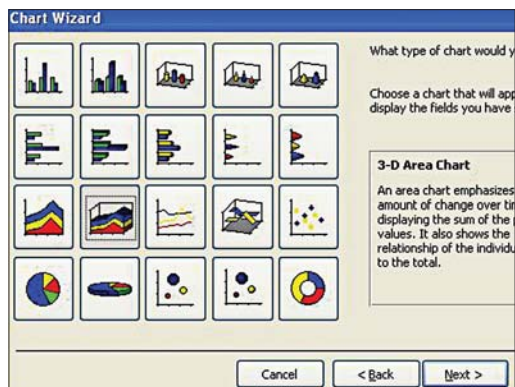 Chart Wizard
What type of chart would y
Choose a chart that will app
display the fields you have
3-D Area Chart
An area chart emphasizes
amount of change over tim
displaying the sum of the p
values. It also shows the
relationship of the individu
to the total.
Cancel
< Back
Next >